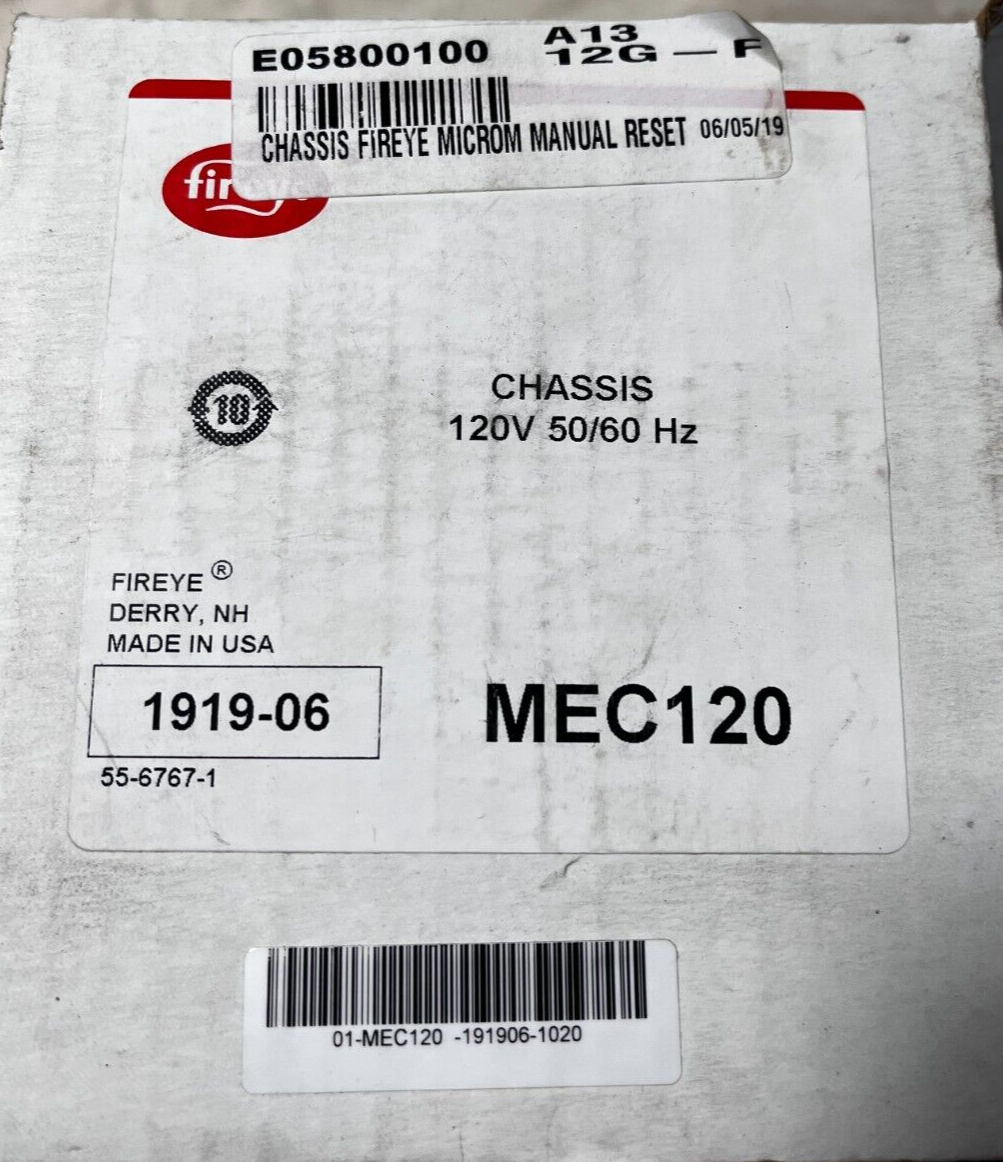 E05800100
A13
12G - F
CHASSIS FIREYE MICROM MANUAL RESET 06/05/19
10
CHASSIS
120V 50/60 Hz
FIREYE ®
DERRY, NH
MADE IN USA
1919-06
MEC120
55-6767-1
01-MEC120 -191906-1020